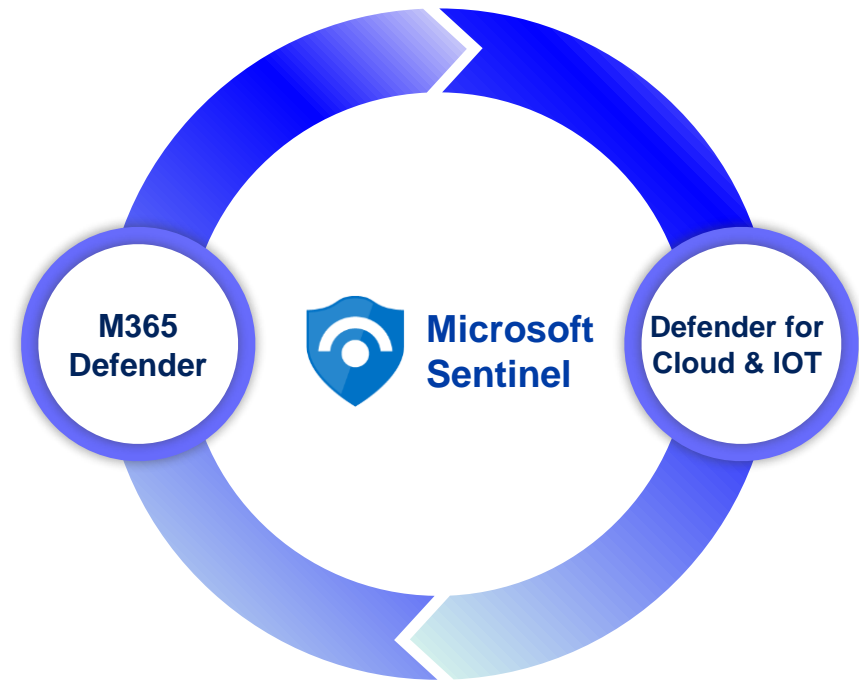 M365
Defender
Microsoft
Sentinel
Defender for
Cloud & IOT